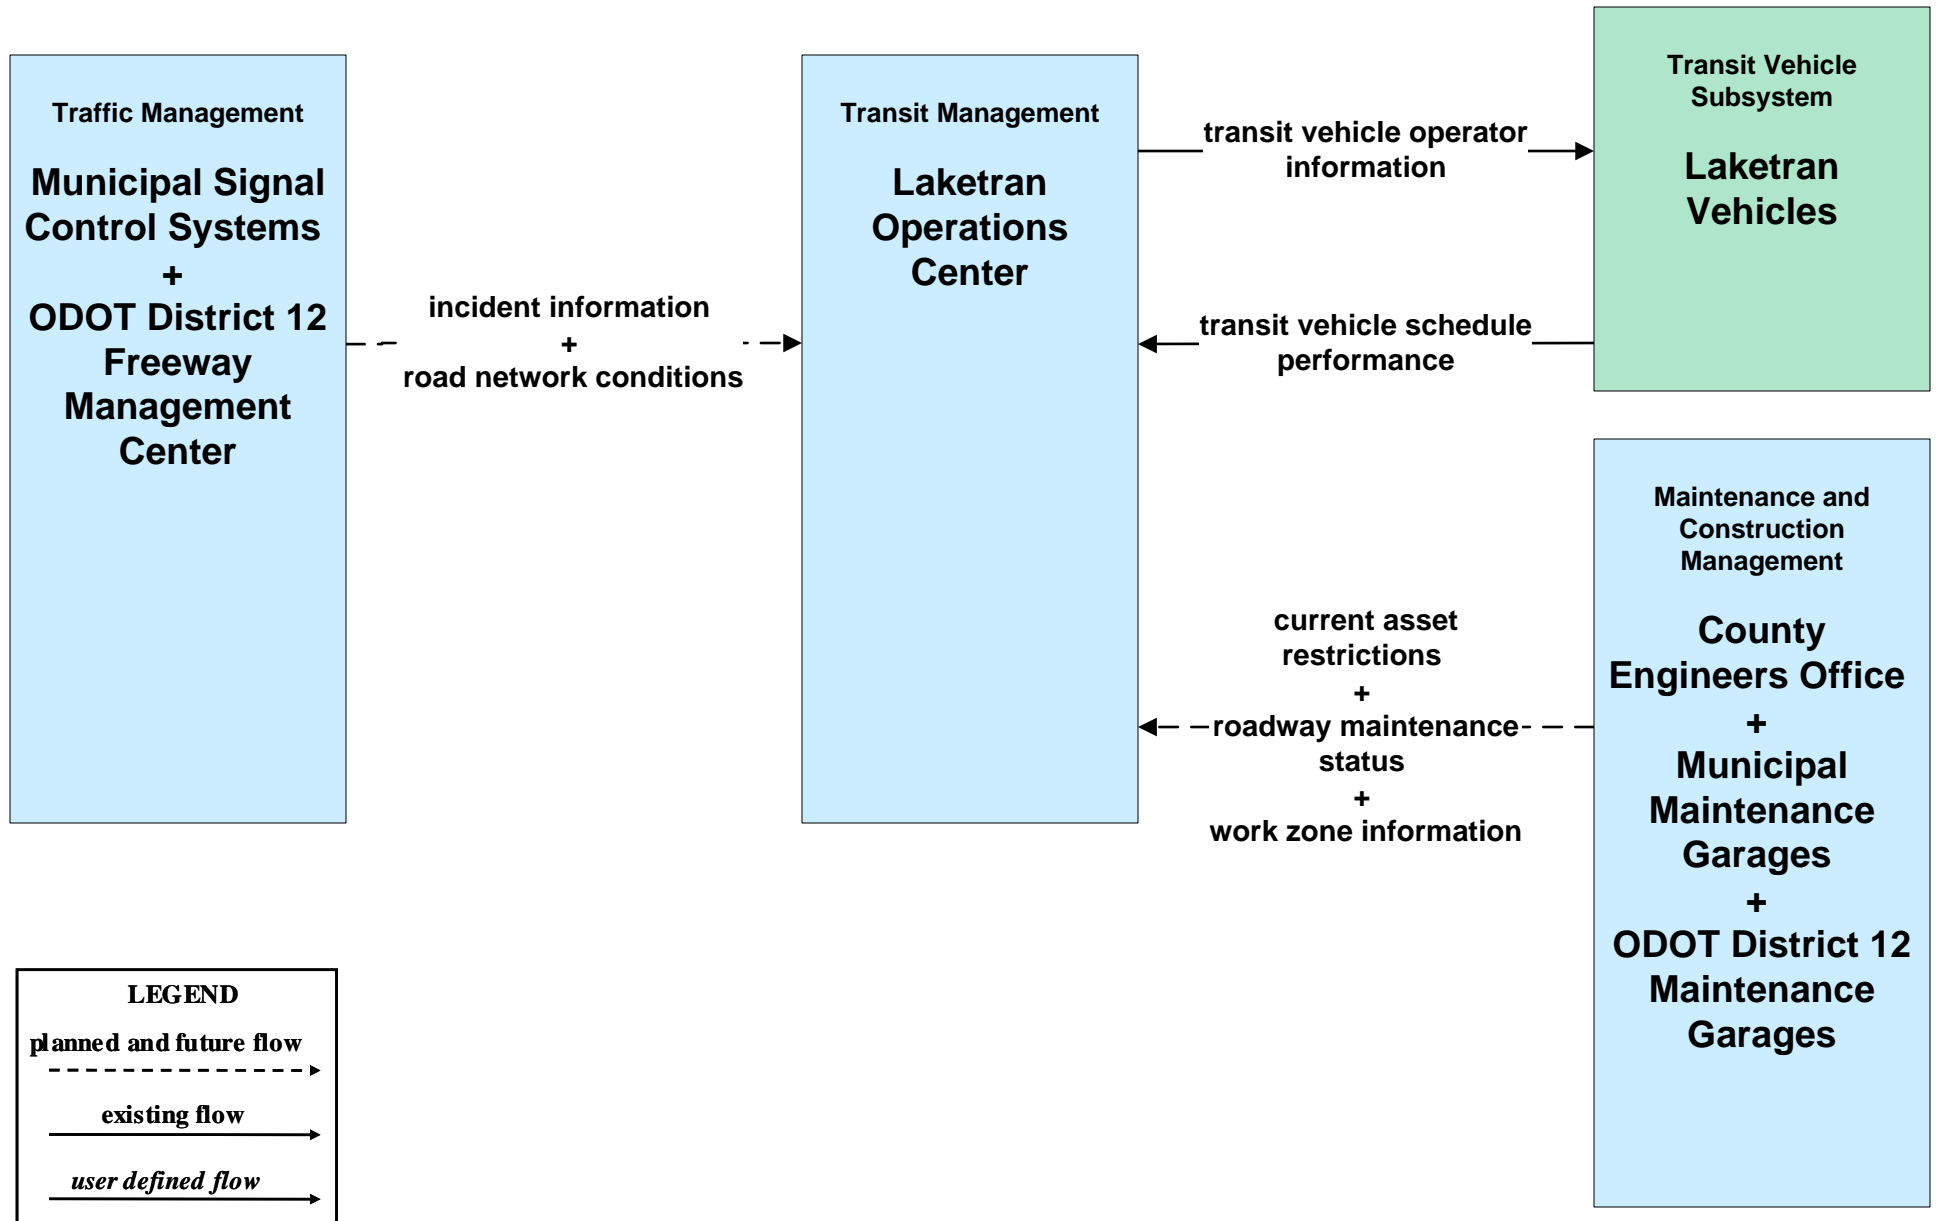 Traffic Management
Municipal Signal
Control Systems
+
ODOT District 12
Freeway
Management
Center
incident information
+
road network conditions
Transit Management
Laketran
Operations
Center
transit vehicle operator
information
transit vehicle schedule
performance
Transit Vehicle
Subsystem
Laketran
Vehicles
current asset
restrictions
+
roadway maintenance
status
+
work zone information
Maintenance and
Construction
Management
County
Engineers Office
+
Municipal
Maintenance
Garages
+
ODOT District 12
Maintenance
Garages
LEGEND
planned and future flow
existing flow
user defined flow